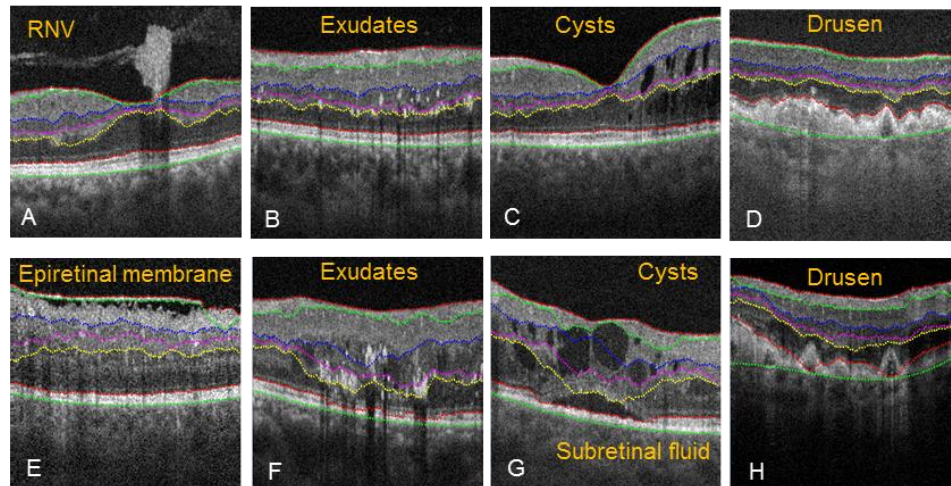 RNV
Exudates
Cysts
Drusen
A
B
C
D
Epiretinal membrane
Exudates
Cysts
Drusen
Subretinal fluid
E
F
G
H